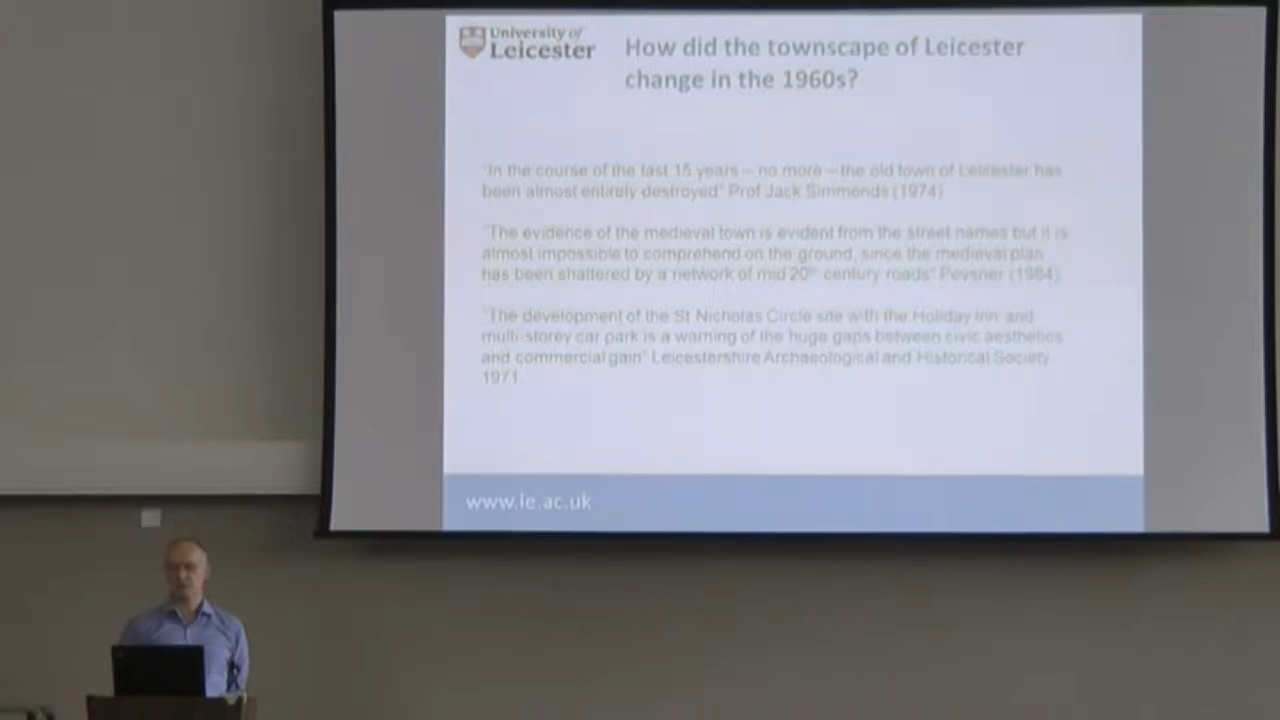 University of
Leicester
How did the townscape of Leicester
change in the 1960s?
"In the course of the last 15 years – no more – the old town of Leicester has
been almost entirely destroyed" Prof Jack Simmonds (1974)
"The evidence of the medieval town is evident from the street names but it is
almost impossible to comprehend on the ground, since the medieval plan
has been shattered by a network of mid 20th century roads" Pevsner (1984)
"The development of the St Nicholas Circle site with the Holiday Inn and
multi-storey car park is a warning of the huge gaps between civic aesthetics
and commercial gain" Leicestershire Archaeological and Historical Society
1971
www.le.ac.uk